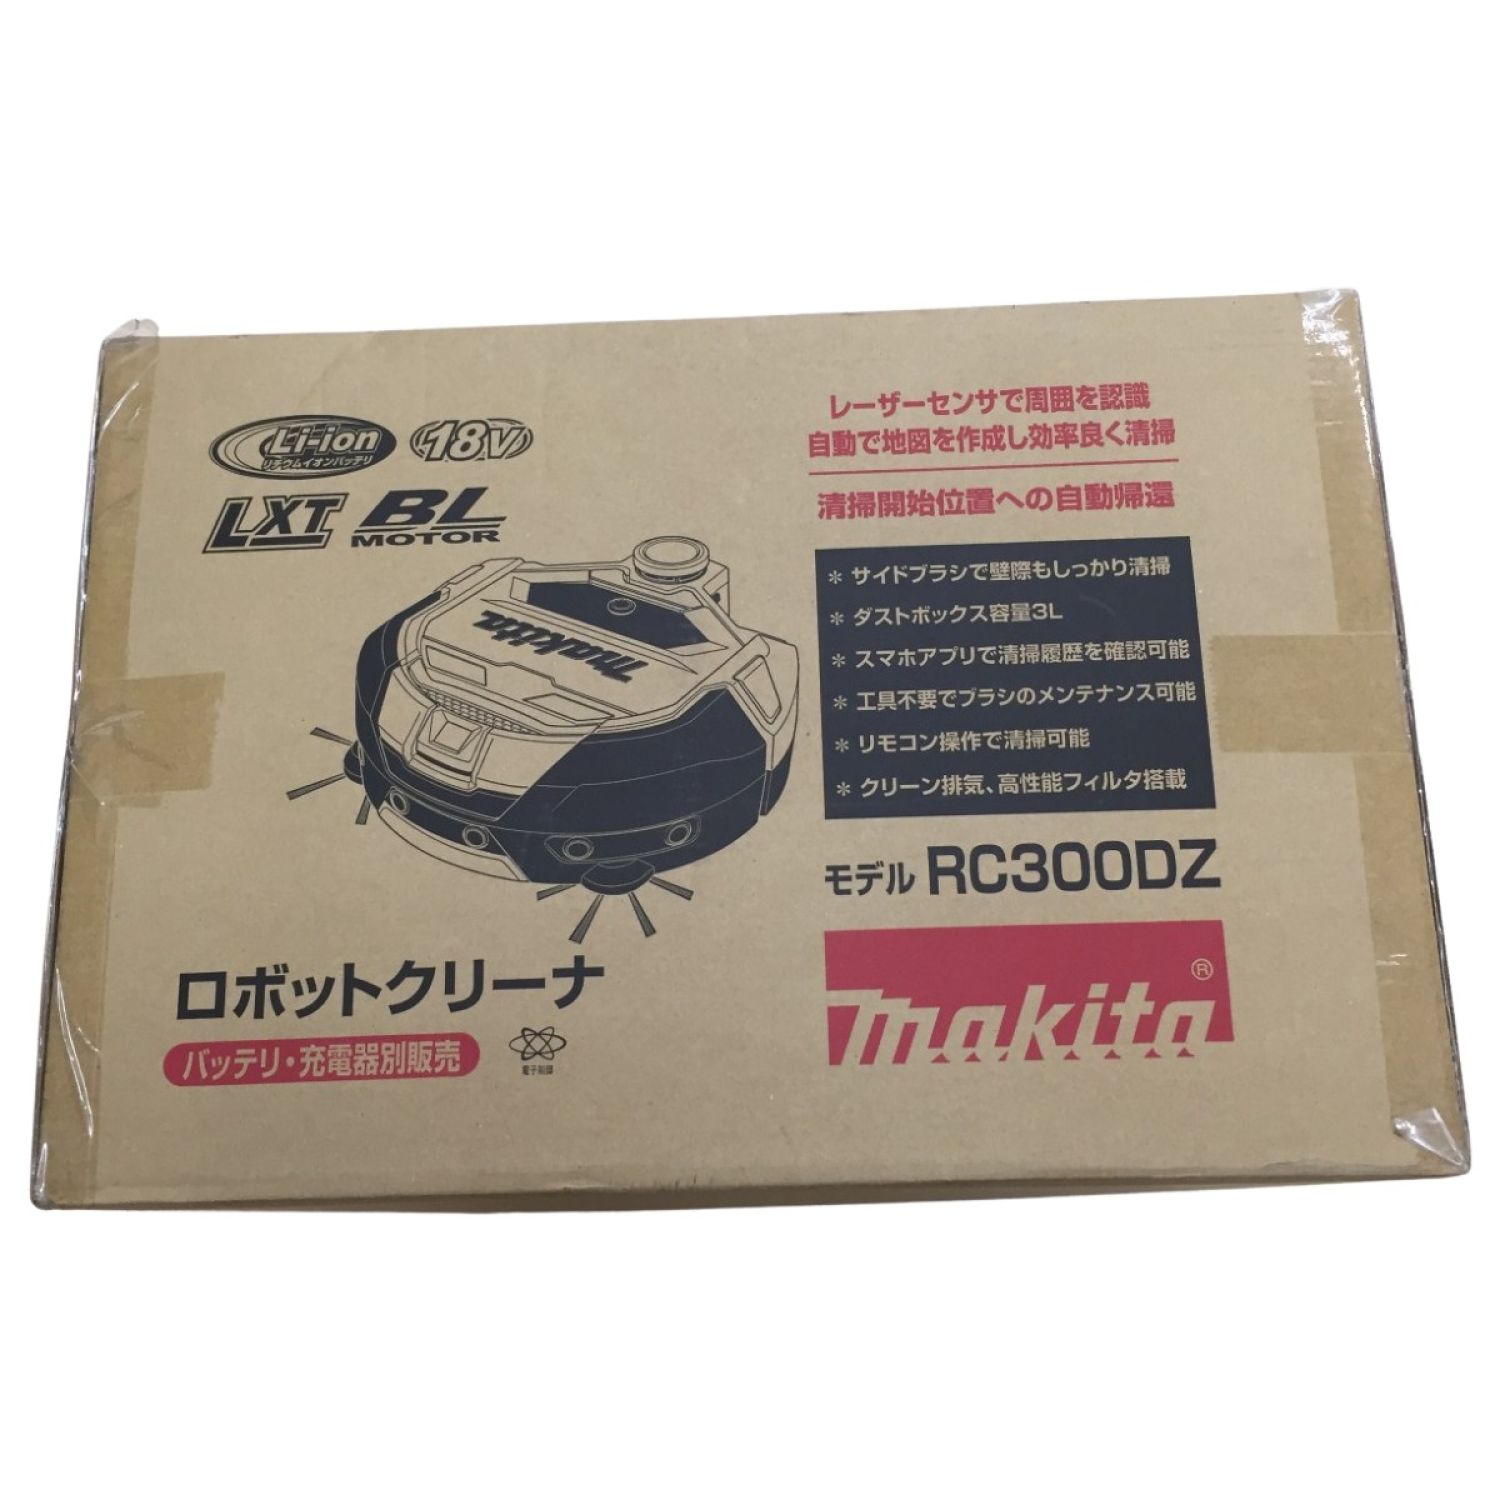 Li-ion
リチウムイオンバッテリ
18V
LXT
BL
MOTOR
makita
レーザーセンサで周囲を認識
自動で地図を作成し効率良く清掃
清掃開始位置への自動帰還
＊ サイドブラシで壁際もしっかり清掃
＊ ダストボックス容量3L
＊ スマホアプリで清掃履歴を確認可能
＊ 工具不要でブラシのメンテナンス可能
＊ リモコン操作で清掃可能
＊ クリーン排気、高性能フィルタ搭載
モデル RC300DZ
makita®
ロボットクリーナ
バッテリ・充電器別販売
電子制御